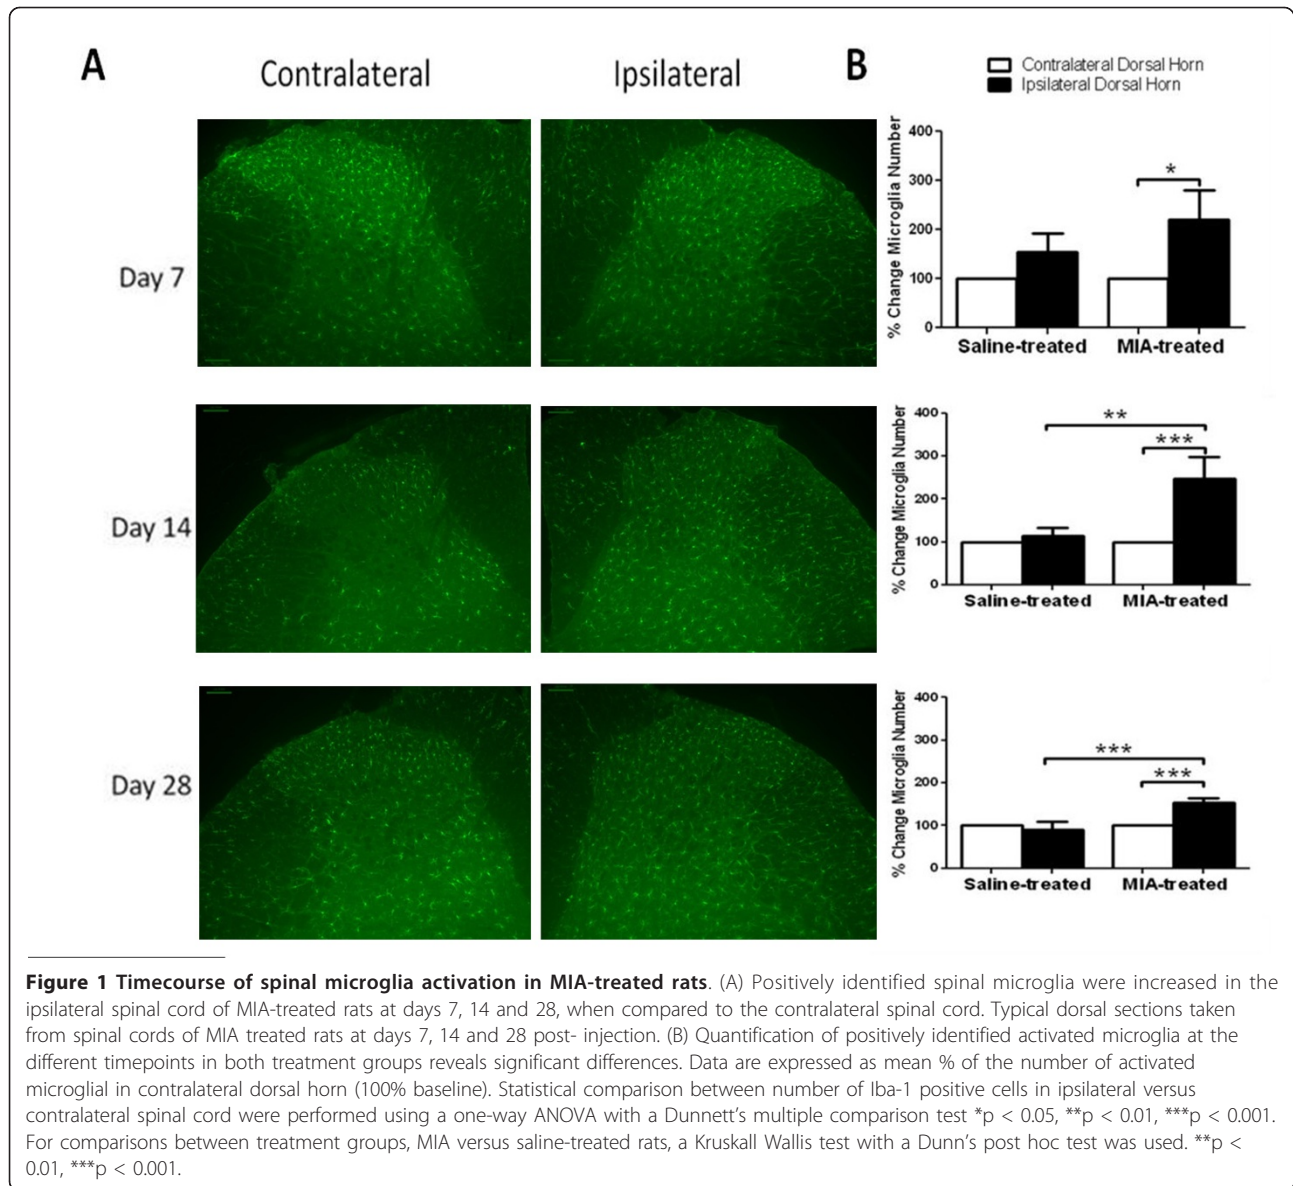 A
Contralateral
Ipsilateral
B
Contralateral Dorsal Horn
Ipsilateral Dorsal Horn
Day 7
% Change Microglia Number
400
300
200
100
0
*
Saline-treated
MIA-treated
Day 14
% Change Microglia Number
400
300
200
100
0
**
***
Saline-treated
MIA-treated
Day 28
% Change Microglia Number
400
300
200
100
0
***
***
Saline-treated
MIA-treated
Figure 1 Timecourse of spinal microglia activation in MIA-treated rats. (A) Positively identified spinal microglia were increased in the
ipsilateral spinal cord of MIA-treated rats at days 7, 14 and 28, when compared to the contralateral spinal cord. Typical dorsal sections taken
from spinal cords of MIA treated rats at days 7, 14 and 28 post- injection. (B) Quantification of positively identified activated microglia at the
different timepoints in both treatment groups reveals significant differences. Data are expressed as mean % of the number of activated
microglial in contralateral dorsal horn (100% baseline). Statistical comparison between number of Iba-1 positive cells in ipsilateral versus
contralateral spinal cord were performed using a one-way ANOVA with a Dunnett's multiple comparison test *p < 0.05, **p < 0.01, ***p < 0.001.
For comparisons between treatment groups, MIA versus saline-treated rats, a Kruskall Wallis test with a Dunn's post hoc test was used. **p <
0.01, ***p < 0.001.